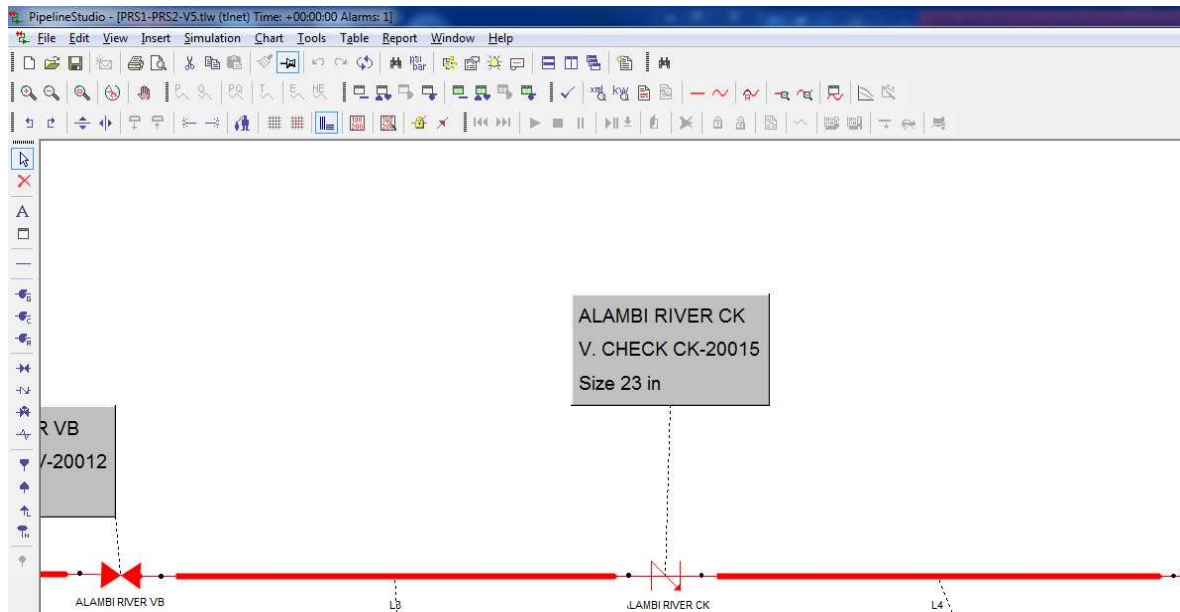 PipelineStudio - [PRS1-PRS2-V5.tlw (tlnet) Time: +00:00:00 Alarms: 1]
File Edit View Insert Simulation Chart Tools Table Report Window Help
ALAMBI RIVER CK
V. CHECK CK-20015
Size 23 in
R VB
/-20012
ALAMBI RIVER VB
L3
ALAMBI RIVER CK
L4